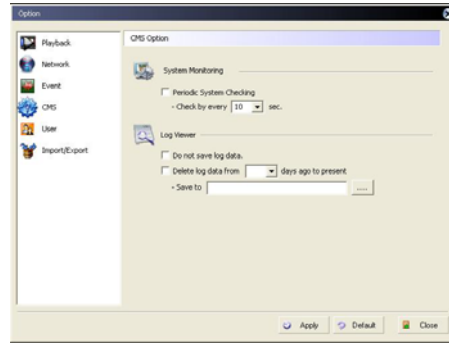 Option
Playback
Network
Event
CMS
User
Import/Export
CMS Option
System Monitoring
Periodic System Checking
- Check by every 10 sec.
Log Viewer
Do not save log data.
Delete log data from days ago to present
- Save to ....
Apply Default Close